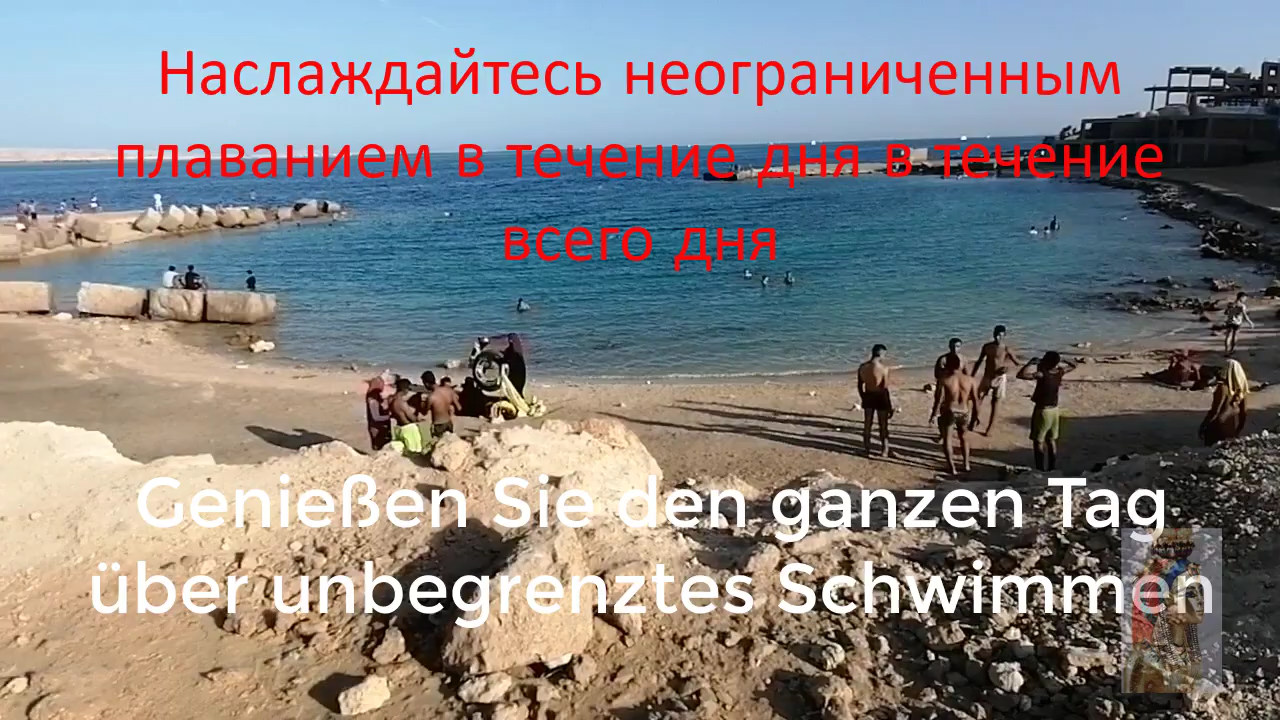 Наслаждайтесь неограниченным
плаванием в течение дня в течение
всего дня
Genießen Sie den ganzen Tag
über unbegrenztes Schwimmen